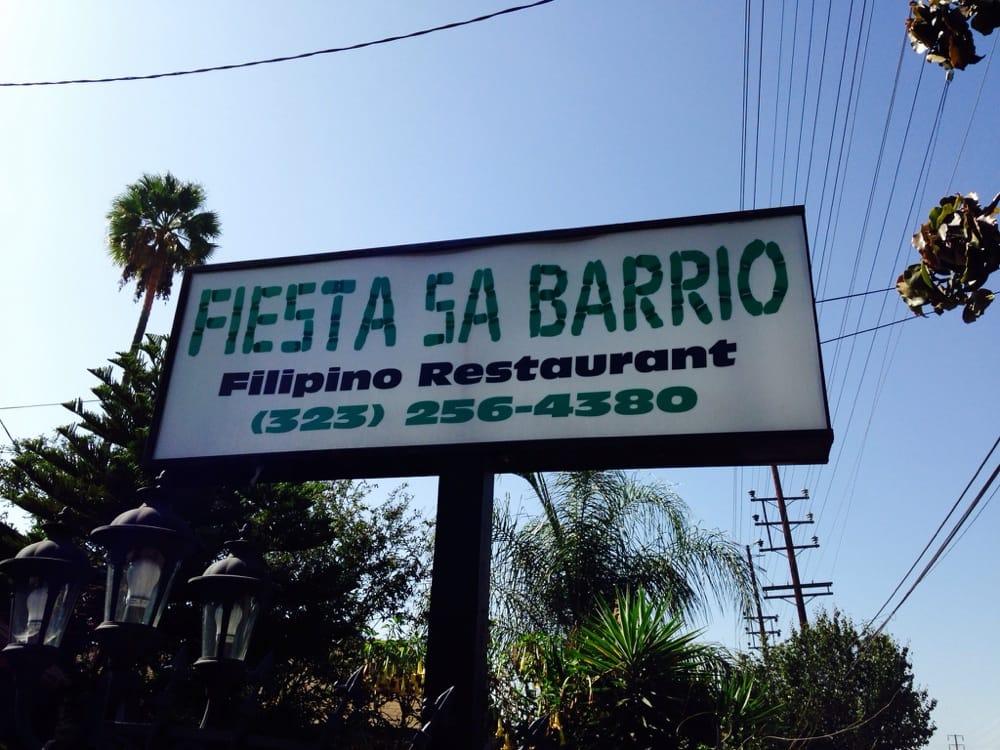 FIESTA SA BARRIO
Filipino Restaurant
(323) 256-4380